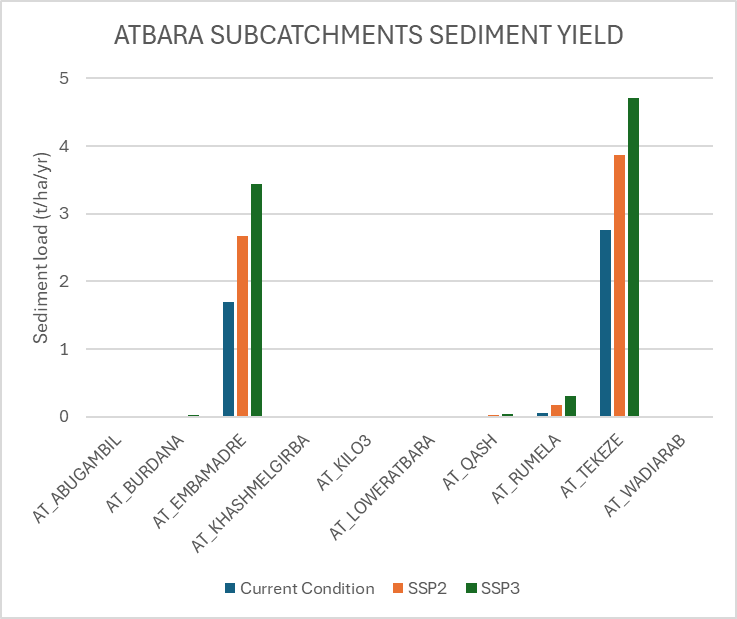 ATBARA SUBCATCHMENTS SEDIMENT YIELD
Sediment load (t/ha/yr)
5
4
3
2
1
0
AT_ABUGAMBIL
AT_BURDANA
AT_EMBAMADRE
AT_KHASHMELGIRBA
AT_KILO3
AT_LOWERATBARA
AT_QASH
AT_RUMELA
AT_TEKEZE
AT_WADIARAB
Current Condition SSP2 SSP3